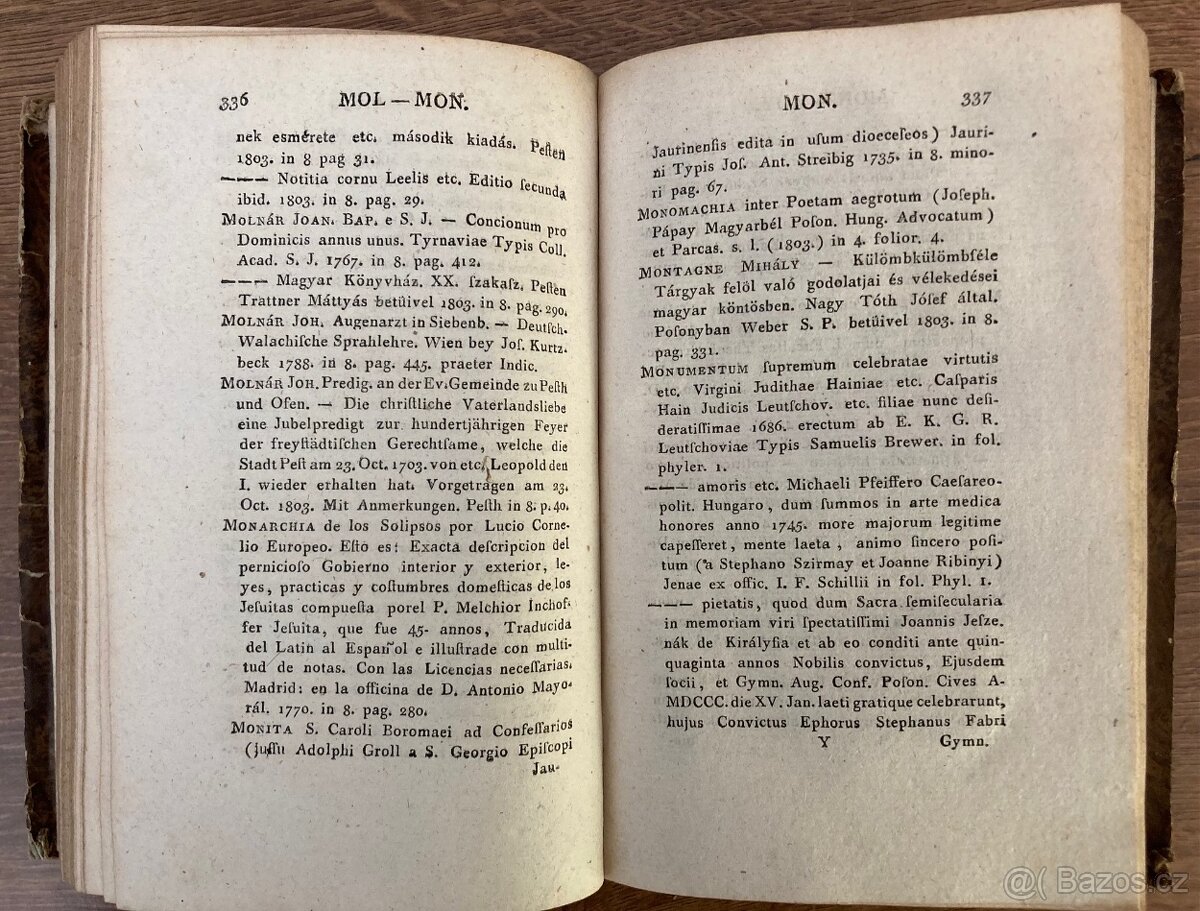 336 MOL — MON.
nek esmérete etc. második kiadás. Peſten
1803. in 8 pag 31.
——— Notitia cornu Leelis etc. Editio ſecunda
ibid. 1803. in 8. pag. 29.
MOLNÁR JOAN. BAP. e S. J. — Concionum pro
Dominicis annus unus. Tyrnaviae Typis Coll.
Acad. S. J. 1767. in 8. pag. 412.
——— Magyar Könyvház. XX. ſzakaſz. Peſten
Trattner Máttyás betűivel 1803. in 8. pag. 290.
MOLNÁR JOH. Augenarzt in Siebenb. — Deutſch.
Walachiſche Sprahlehre. Wien bey Joſ. Kurtz.
beck 1788. in 8. pag. 445. praeter Indic.
MOLNÁR JOH. Predig. an der Ev. Gemeinde zu Peſth
und Ofen. — Die chriſtliche Vaterlandsliebe
eine Jubelpredigt zur hundertjährigen Feyer
der freyſtädtiſchen Gerechtſame, welche die
Stadt Peſt am 23. Oct. 1703. von etc. Leopold den
I. wieder erhalten hat. Vorgetragen am 23.
Oct. 1803. Mit Anmerkungen. Peſth in 8. p. 40.
MONARCHIA de los Solipsos por Lucio Corne-
lio Europeo. Eſto es: Exacta deſcripcion del
pernicioſo Gobierno interior y exterior, le-
yes, practicas y coſtumbres domeſticas de los
Jeſuitas compueſta porel P. Melchior Inchof-
fer Jeſuita, que fue 45- annos, Traducida
del Latin al Español e illuſtrade con multi-
tud de notas. Con las Licencias neceſſarias.
Madrid: en la officina de D. Antonio Mayo-
rál. 1770. in 8. pag. 280.
MONITA S. Caroli Boromaei ad Confeſſarios
(juſſu Adolphi Groll a S. Georgio Epiſcopi
Jau-
MON. 337
Jaurinenſis edita in uſum dioeceſeos) Jauri-
ni Typis Joſ. Ant. Streibig 1735. in 8. mino-
ri pag. 67.
MONOMACHIA inter Poetam aegrotum (Joſeph.
Pápay Magyarbél Poſon. Hung. Advocatum)
et Parcas. s. l. (1803.) in 4. folior. 4.
MONTAGNE MIHÁLY — Külömbkülömbféle
Tárgyak felöl való godolatjai és vélekedései
magyar köntösben. Nagy Tóth Jóſef által.
Poſonyban Weber S. P. betűivel 1803. in 8.
pag. 331.
MONUMENTUM ſupremum celebratae virtutis
etc. Virgini Judithae Hainiae etc. Caſparis
Hain Judicis Leutſchov. etc. filiae nunc deſi-
deratiſſimae 1686. erectum ab E. K. G. R.
Leutſchoviae Typis Samuelis Brewer. in fol.
phyler. 1.
——— amoris etc. Michaeli Pfeiffero Caeſareo-
polit. Hungaro, dum ſummos in arte medica
honores anno 1745. more majorum legitime
capeſſeret, mente laeta, animo ſincero poſi-
tum (a Stephano Szirmay et Joanne Ribinyi)
Jenae ex offic. I. F. Schillii in fol. Phyl. 1.
——— pietatis, quod dum Sacra ſemiſecularia
in memoriam viri ſpectatiſſimi Joannis Jeſze.
nák de Királyfia et ab eo conditi ante quin-
quaginta annos Nobilis convictus, Ejusdem
ſocii, et Gymn. Aug. Conf. Poſon. Cives A-
MDCCC. die XV. Jan. laeti gratique celebrarunt,
hujus Convictus Ephorus Stephanus Fabri
Y Gymn.
@( Bazos.cz